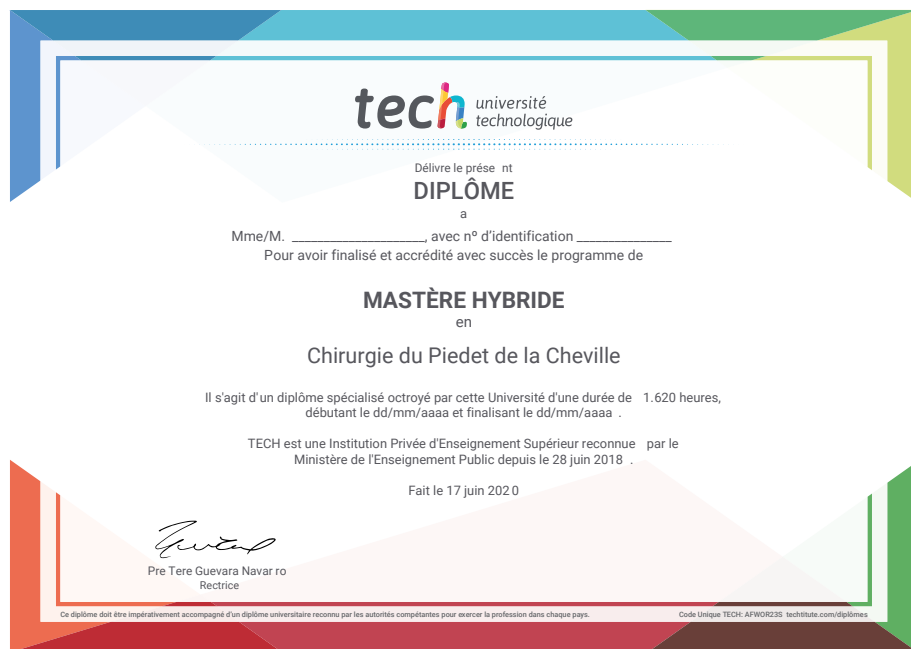 tech université
technologique
Délivre le prése nt
DIPLÔME
a
Mme/M. ___________________, avec nº d'identification ______________
Pour avoir finalisé et accrédité avec succès le programme de
MASTÈRE HYBRIDE
en
Chirurgie du Piedet de la Cheville
Il s'agit d'un diplôme spécialisé octroyé par cette Université d'une durée de 1.620 heures,
débutant le dd/mm/aaaa et finalisant le dd/mm/aaaa .
TECH est une Institution Privée d'Enseignement Supérieur reconnue par le
Ministère de l'Enseignement Public depuis le 28 juin 2018 .
Fait le 17 juin 202 0
Pre Tere Guevara Navar ro
Rectrice
Ce diplôme doit être impérativement accompagné d'un diplôme universitaire reconnu par les autorités compétantes pour exercer la profession dans chaque pays.
Code Unique TECH: AFWOR23S techtitute.com/diplômes